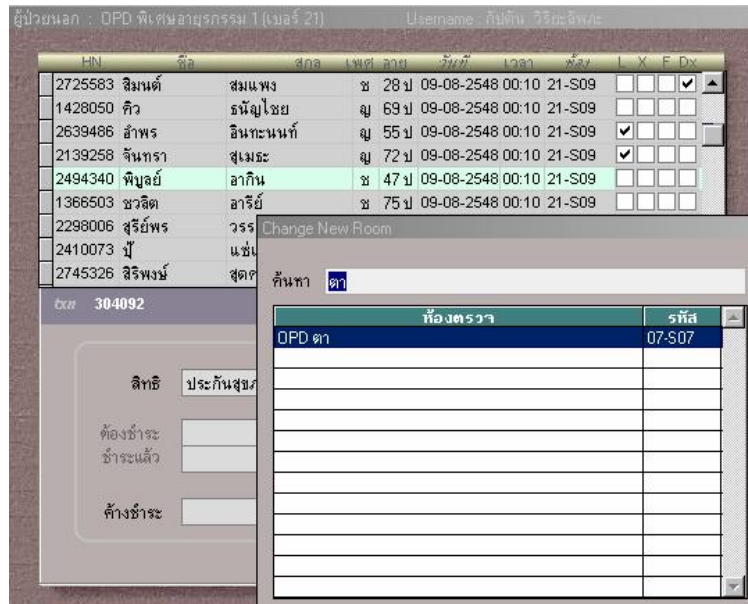 ผู้ป่วยนอก : OPD พิเศษอายุรกรรม 1 (เบอร์ 21) Username : กัปตัน วิริยะลิพภะ
HN ชื่อ สกุล เพศ อายุ วันที่ เวลา ห้อง L X F Dx
2725583 สิมนต์ สมแพง ช 28 ป 09-08-2548 00:10 21-S09
1428050 คิว ธนัญไชย ญ 69 ป 09-08-2548 00:10 21-S09
2639486 อำพร อินทะนนท์ ญ 55 ป 09-08-2548 00:10 21-S09
2139258 จันทรา สุเมธะ ญ 72 ป 09-08-2548 00:10 21-S09
2494340 พิบูลย์ อากิน ช 47 ป 09-08-2548 00:10 21-S09
1366503 ชวลิต อารีย์ ช 75 ป 09-08-2548 00:10 21-S09
2298006 สุรีย์พร วรร
2410073 ปุ๊ แซ่
2745326 สิริพงษ์ สุด
Change New Room
ค้นหา ตา
txn 304092
ห้องตรวจ รหัส
OPD ตา 07-S07
สิทธิ ประกันสุขภ
ต้องชำระ
ชำระแล้ว
ค้างชำระ